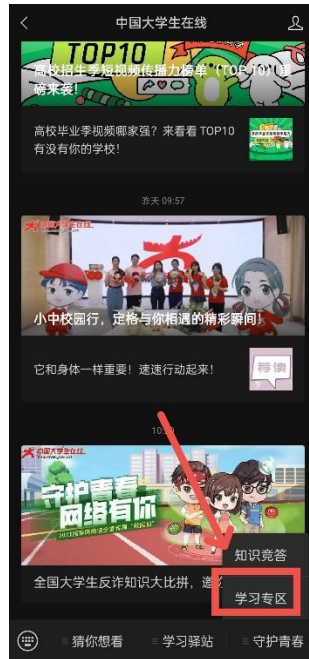 中国大学生在线
TOP10
高校招生季短视频传播力榜单（TOP 10）重
磅来袭！
高校毕业季视频哪家强？来看看 TOP10
有没有你的学校！
昨天 09:57
中国大学生在线
小中校园行，定格与你相遇的精彩瞬间！
它和身体一样重要！速速行动起来！
荐读
中国大学生在线
守护青春
网络有你
全国大学生反诈知识大比拼，邀
知识竞答
学习专区
猜你想看
学习驿站
守护青春